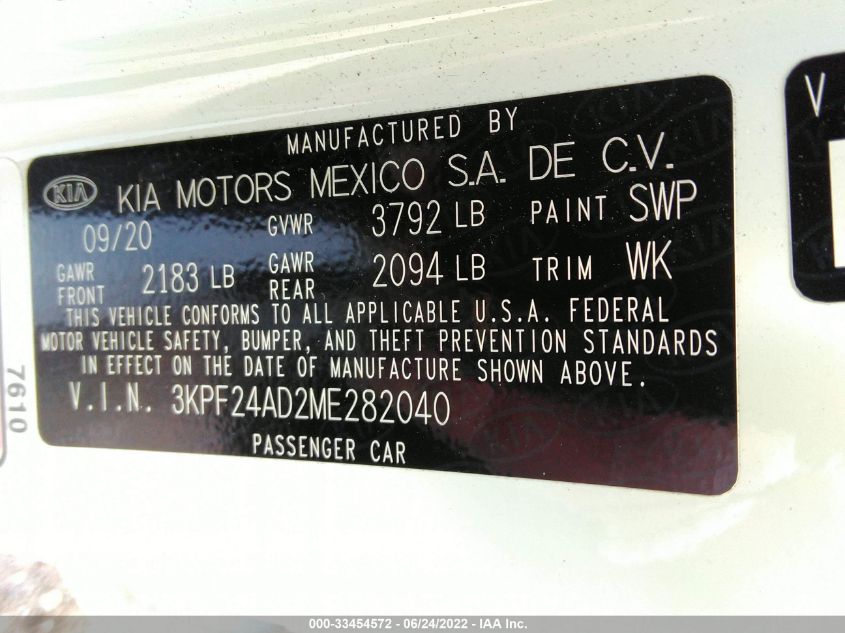 MANUFACTURED BY
KIA KIA MOTORS MEXICO S.A. DE C.V.
09/20 GVWR 3792 LB PAINT SWP
GAWR FRONT 2183 LB GAWR REAR 2094 LB TRIM WK
THIS VEHICLE CONFORMS TO ALL APPLICABLE U.S.A. FEDERAL
MOTOR VEHICLE SAFETY, BUMPER, AND THEFT PREVENTION STANDARDS
IN EFFECT ON THE DATE OF MANUFACTURE SHOWN ABOVE.
V.I.N. 3KPF24AD2ME282040
PASSENGER CAR
7610
V
000-33454572 - 06/24/2022 - IAA Inc.